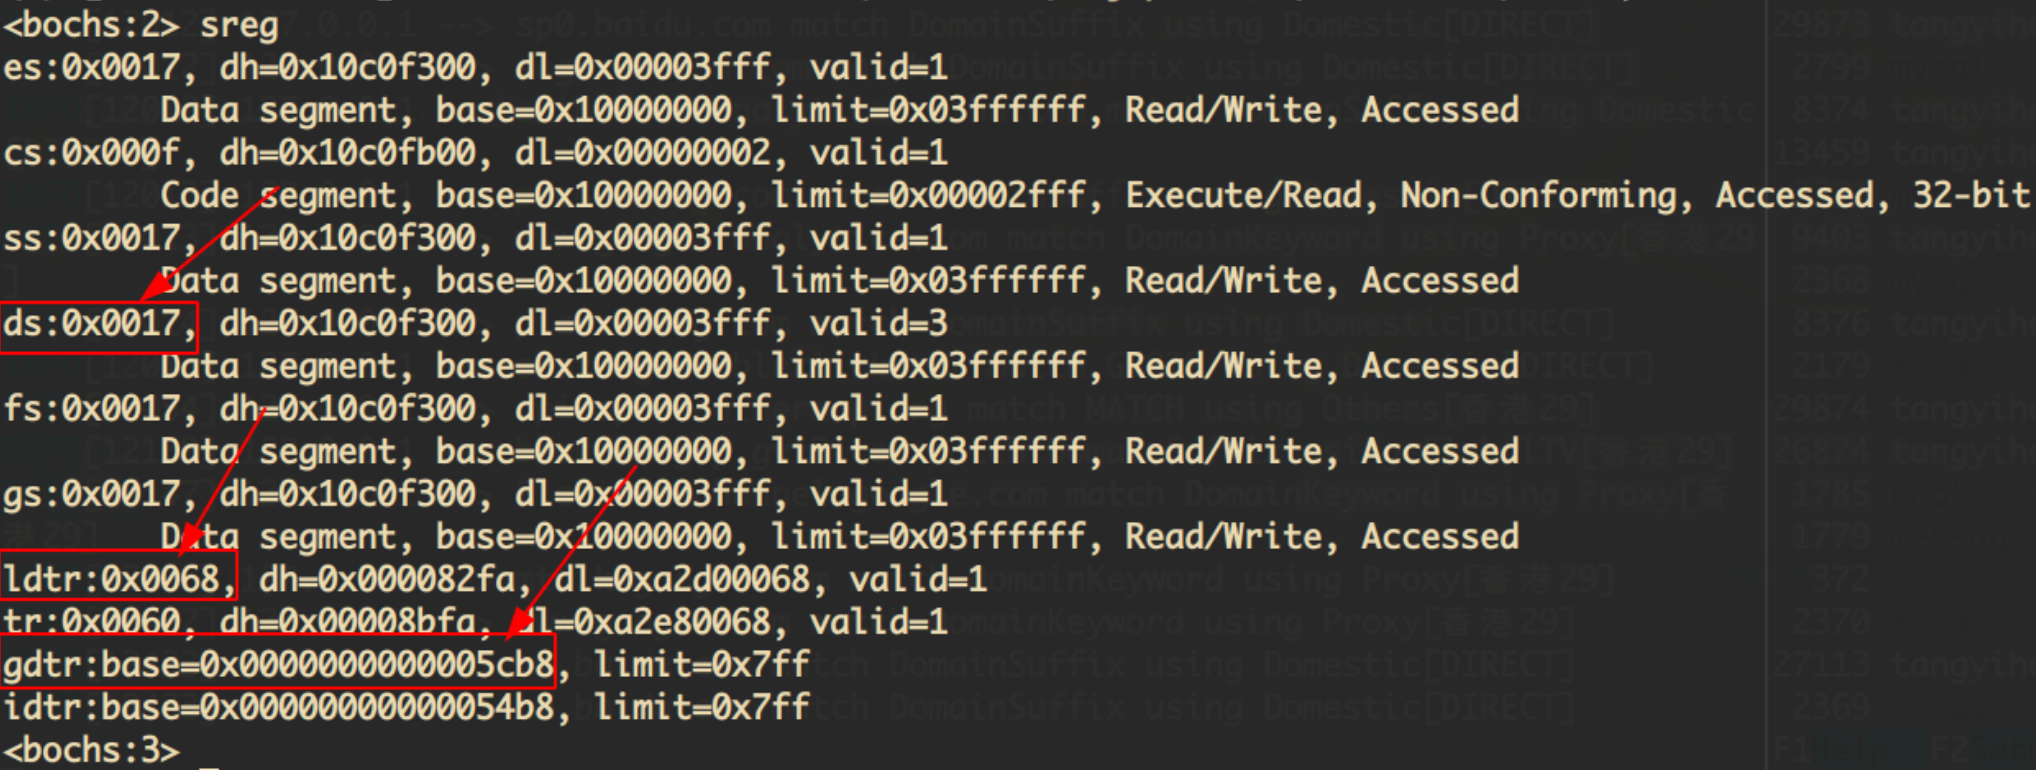 <bochs:2> sreg
es:0x0017, dh=0x10c0f300, dl=0x00003fff, valid=1
Data segment, base=0x10000000, limit=0x03ffffff, Read/Write, Accessed
cs:0x000f, dh=0x10c0fb00, dl=0x00000002, valid=1
Code segment, base=0x10000000, limit=0x00002fff, Execute/Read, Non-Conforming, Accessed, 32-bit
ss:0x0017, dh=0x10c0f300, dl=0x00003fff, valid=1
Data segment, base=0x10000000, limit=0x03ffffff, Read/Write, Accessed
ds:0x0017, dh=0x10c0f300, dl=0x00003fff, valid=3
Data segment, base=0x10000000, limit=0x03ffffff, Read/Write, Accessed
fs:0x0017, dh=0x10c0f300, dl=0x00003fff, valid=1
Data segment, base=0x10000000, limit=0x03ffffff, Read/Write, Accessed
gs:0x0017, dh=0x10c0f300, dl=0x00003fff, valid=1
Data segment, base=0x10000000, limit=0x03ffffff, Read/Write, Accessed
ldtr:0x0068, dh=0x000082fa, dl=0xa2d00068, valid=1
tr:0x0060, dh=0x00008bfa, dl=0xa2e80068, valid=1
gdtr:base=0x0000000000005cb8, limit=0x7ff
idtr:base=0x00000000000054b8, limit=0x7ff
<bochs:3>